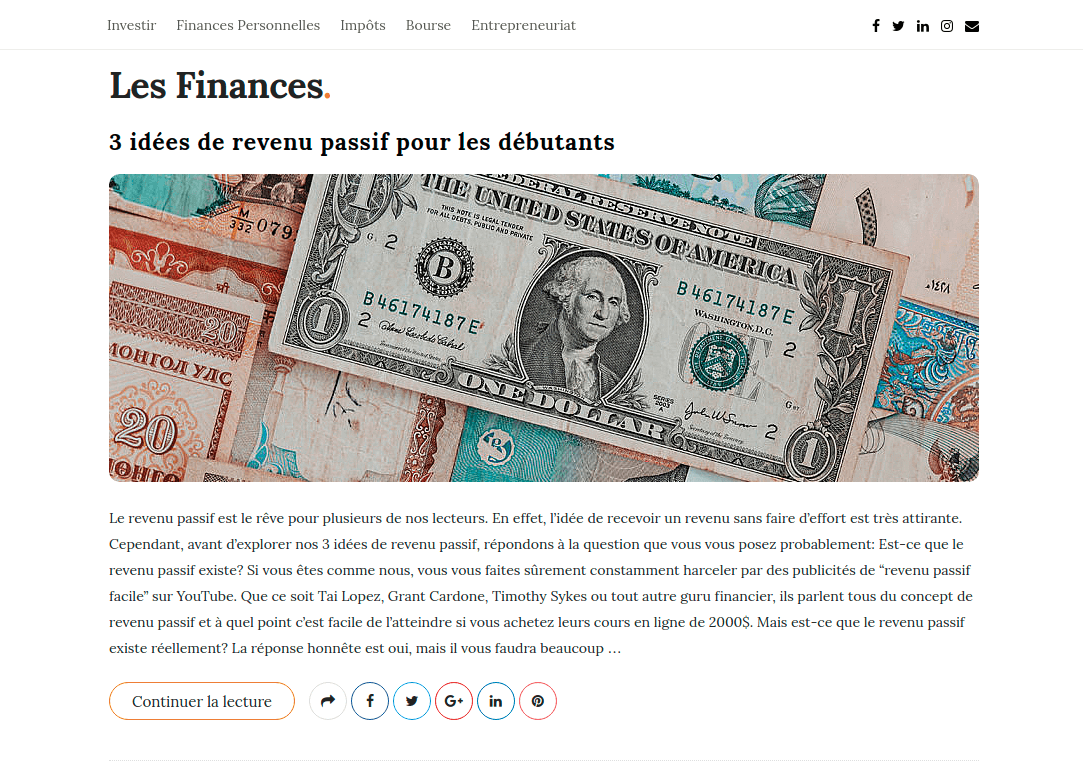 Investir Finances Personnelles Impôts Bourse Entrepreneuriat
Les Finances.
3 idées de revenu passif pour les débutants
FEDERAL RESERVE NOTE
THE UNITED STATES OF AMERICA
THIS NOTE IS LEGAL TENDER
FOR ALL DEBTS, PUBLIC AND PRIVATE
M
332 079
1
1
2
B
B 46174187 E
B 46174187 E
WASHINGTON, D.C.
2
2
2
SERIES
2003
A
1
1
ONE DOLLAR
20
МОНГОЛ УЛС
20
МОНГО
Le revenu passif est le rêve pour plusieurs de nos lecteurs. En effet, l’idée de recevoir un revenu sans faire d’effort est très attirante.
Cependant, avant d’explorer nos 3 idées de revenu passif, répondons à la question que vous vous posez probablement: Est-ce que le
revenu passif existe? Si vous êtes comme nous, vous vous faites sûrement constamment harceler par des publicités de “revenu passif
facile” sur YouTube. Que ce soit Tai Lopez, Grant Cardone, Timothy Sykes ou tout autre guru financier, ils parlent tous du concept de
revenu passif et à quel point c’est facile de l’atteindre si vous achetez leurs cours en ligne de 2000$. Mais est-ce que le revenu passif
existe réellement? La réponse honnête est oui, mais il vous faudra beaucoup …
Continuer la lecture